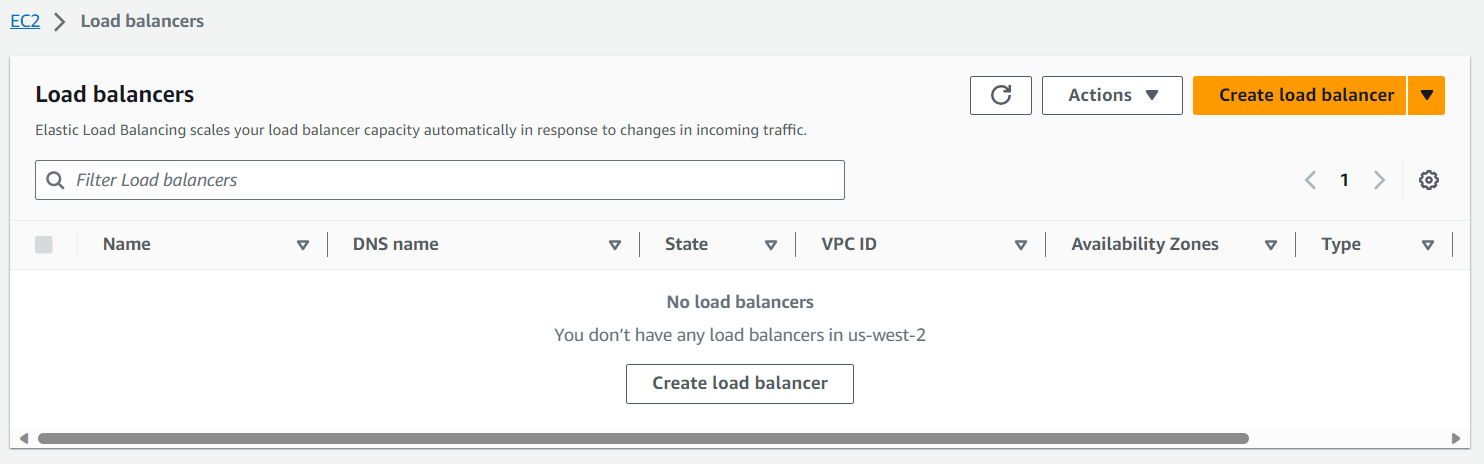 EC2 Load balancers
Load balancers
Actions Create load balancer
Elastic Load Balancing scales your load balancer capacity automatically in response to changes in incoming traffic.
Filter Load balancers
1
Name DNS name State VPC ID Availability Zones Type
No load balancers
You don’t have any load balancers in us-west-2
Create load balancer